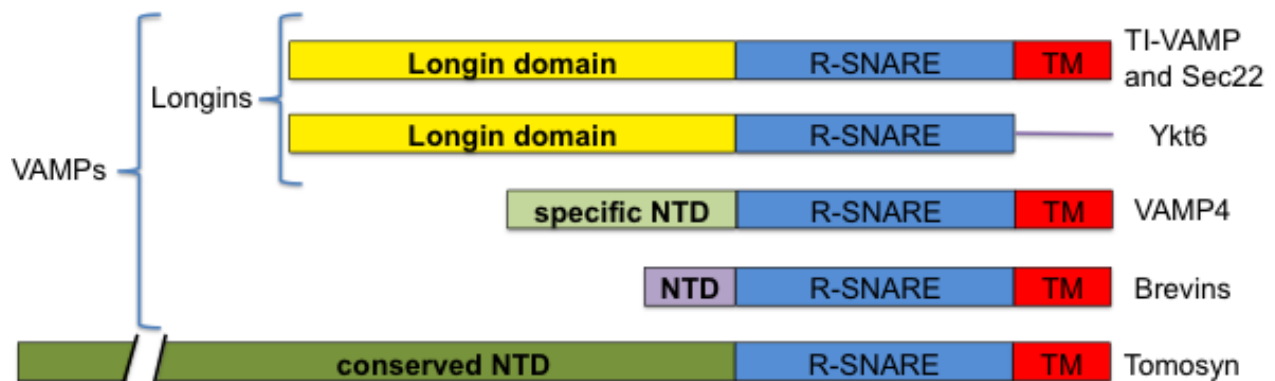 Longin domain R-SNARE TM TI-VAMP
and Sec22
Longins
Longin domain R-SNARE Ykt6
VAMPs
specific NTD R-SNARE TM VAMP4
NTD R-SNARE TM Brevins
conserved NTD R-SNARE TM Tomosyn